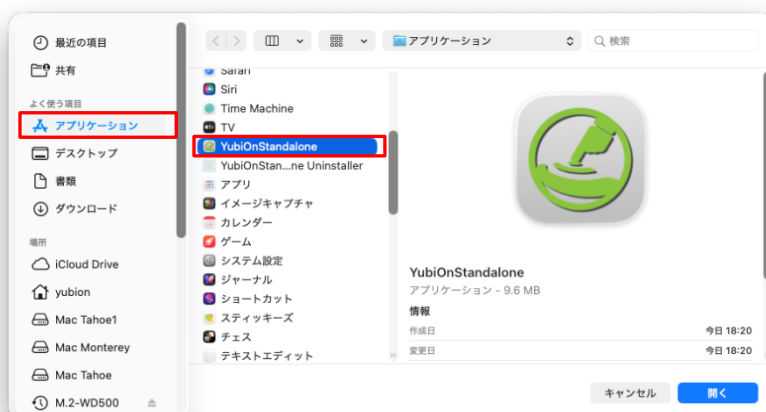 最近の項目
共有
よく使う項目
アプリケーション
デスクトップ
書類
ダウンロード
場所
iCloud Drive
yubion
Mac Tahoe1
Mac Monterey
Mac Tahoe
M.2-WD500
アプリケーション
検索
Safari
Siri
Time Machine
TV
YubiOnStandalone
YubiOnStan...ne Uninstaller
アプリ
イメージキャプチャ
カレンダー
ゲーム
システム設定
ジャーナル
ショートカット
スティッキーズ
チェス
テキストエディット
YubiOnStandalone
アプリケーション - 9.6 MB
情報
作成日 今日 18:20
変更日 今日 18:20
キャンセル 開く